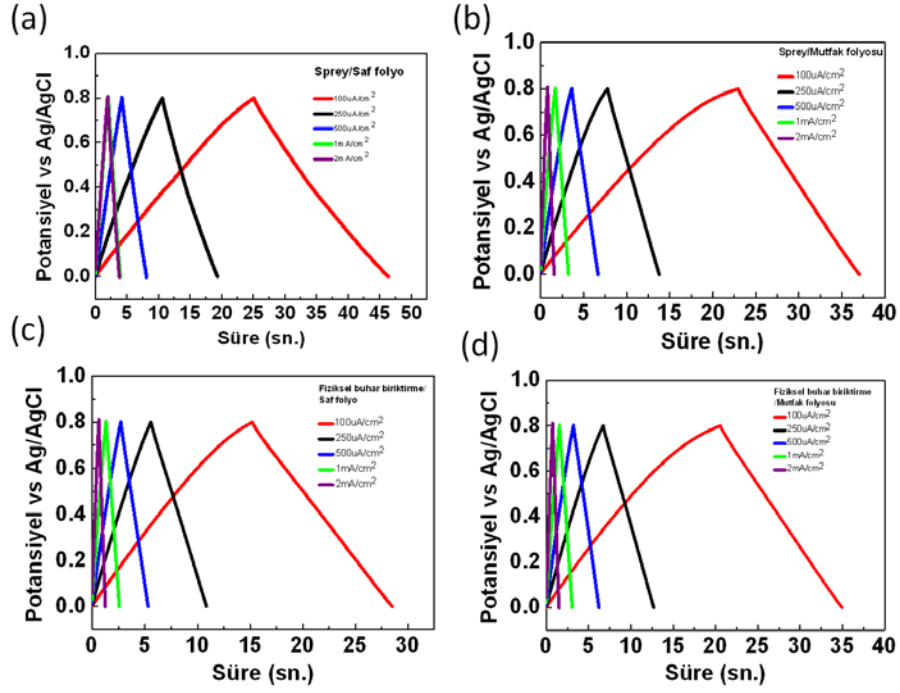 (a)
Potansiyel vs Ag/AgCl
1.0
0.8
0.6
0.4
0.2
0.0
Sprey/Saf folyo
100uA/cm²
250uA/cm²
500uA/cm²
1mA/cm²
2mA/cm²
0 5 10 15 20 25 30 35 40 45 50
Süre (sn.)
(b)
Potansiyel vs Ag/AgCl
1.0
0.8
0.6
0.4
0.2
0.0
Sprey/Mutfak folyosu
100uA/cm²
250uA/cm²
500uA/cm²
1mA/cm²
2mA/cm²
0 5 10 15 20 25 30 35 40
Süre (sn.)
(c)
Potansiyel vs Ag/AgCl
1.0
0.8
0.6
0.4
0.2
0.0
Fiziksel buhar biriktirme/
Saf folyo
100uA/cm²
250uA/cm²
500uA/cm²
1mA/cm²
2mA/cm²
0 5 10 15 20 25 30
Süre (sn.)
(d)
Potansiyel vs Ag/AgCl
1.0
0.8
0.6
0.4
0.2
0.0
Fiziksel buhar biriktirme
/Mutfak folyosu
100uA/cm²
250uA/cm²
500uA/cm²
1mA/cm²
2mA/cm²
0 5 10 15 20 25 30 35 40
Süre (sn.)